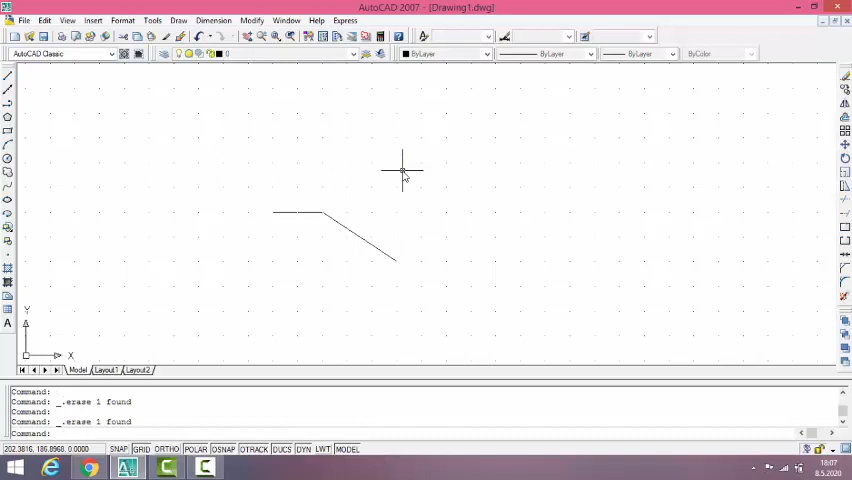 AutoCAD 2007 - [Drawing1.dwg]
File Edit View Insert Format Tools Draw Dimension Modify Window Help Express
AutoCAD Classic 0 ByLayer ByLayer ByLayer ByColor
Y
X
Model Layout1 Layout2
Command:
Command: _.erase 1 found
Command:
Command: _.erase 1 found
Command:
202.3816, 186.8968, 0.0000 SNAP GRID ORTHO POLAR OSNAP OTRACK DUCS DYN LWT MODEL
18:07
8.5.2020